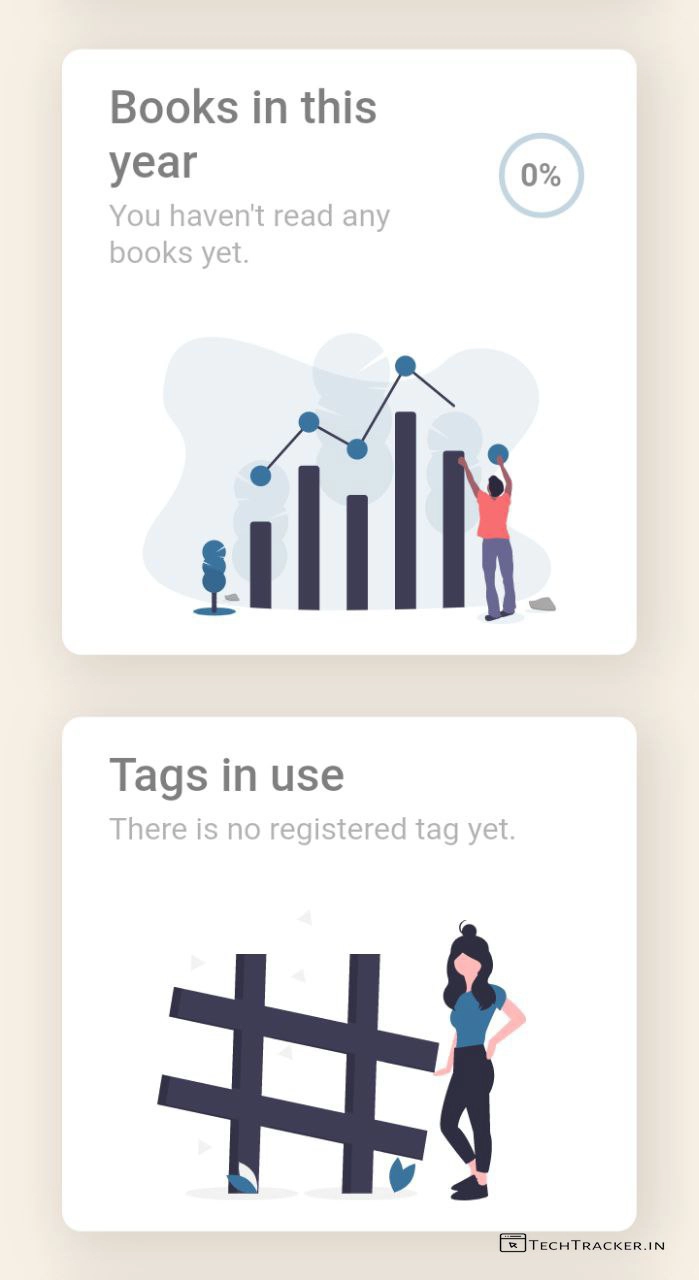 Books in this
year
0%
You haven't read any
books yet.
Tags in use
There is no registered tag yet.
TechTracker.in